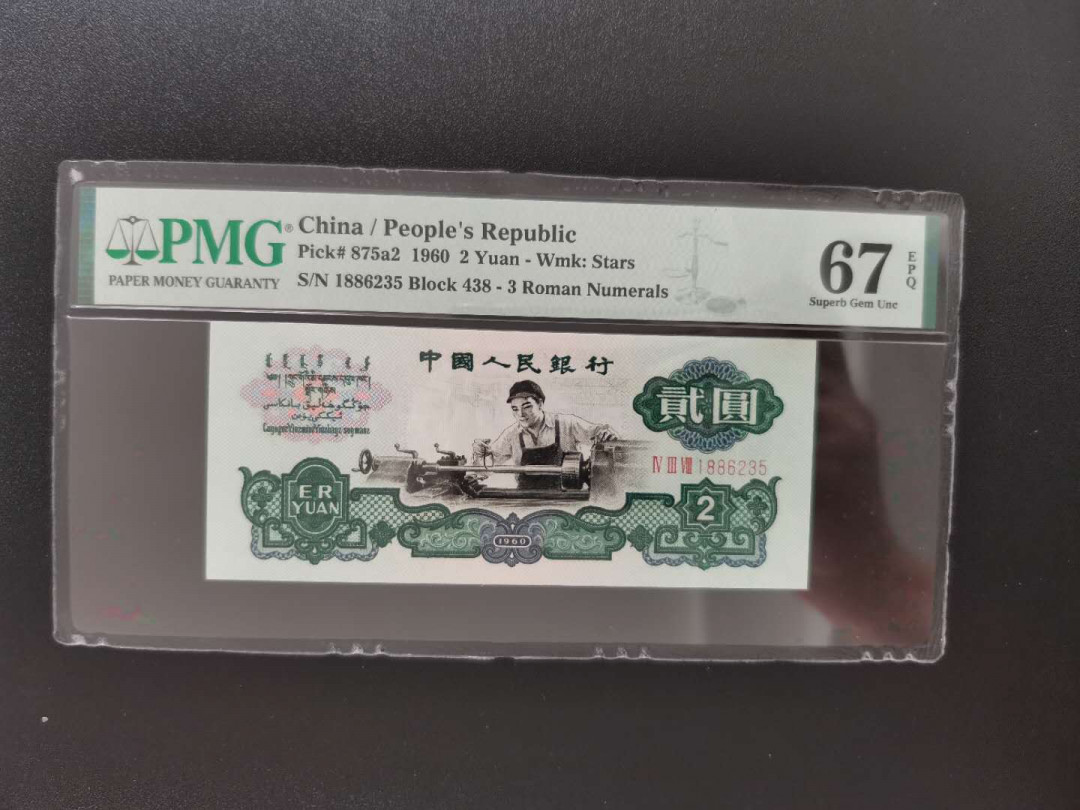 PMG®
PAPER MONEY GUARANTY
China / People's Republic
Pick# 875a2 1960 2 Yuan - Wmk: Stars
S/N 1886235 Block 438 - 3 Roman Numerals
67
EPQ
Superb Gem Unc
中國人民銀行
貳圓
Ⅳ Ⅲ Ⅷ 1886235
ER
YUAN
1960
2